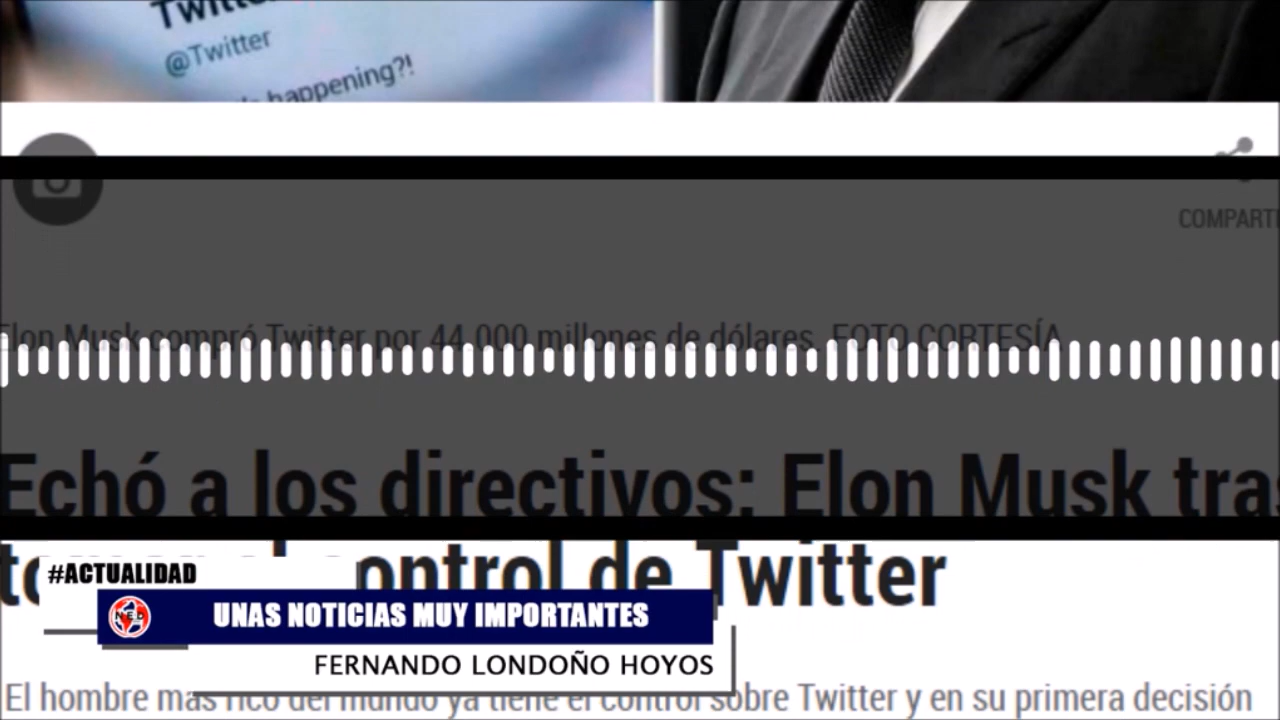 @Twitter
happening?!
COMPARTI
Elon Musk compró Twitter por 44.000 millones de dólares. FOTO CORTESÍA
Echó a los directivos: Elon Musk tras
control de Twitter
#ACTUALIDAD
UNAS NOTICIAS MUY IMPORTANTES
FERNANDO LONDOÑO HOYOS
El hombre más rico del mundo ya tiene el control sobre Twitter y en su primera decisión